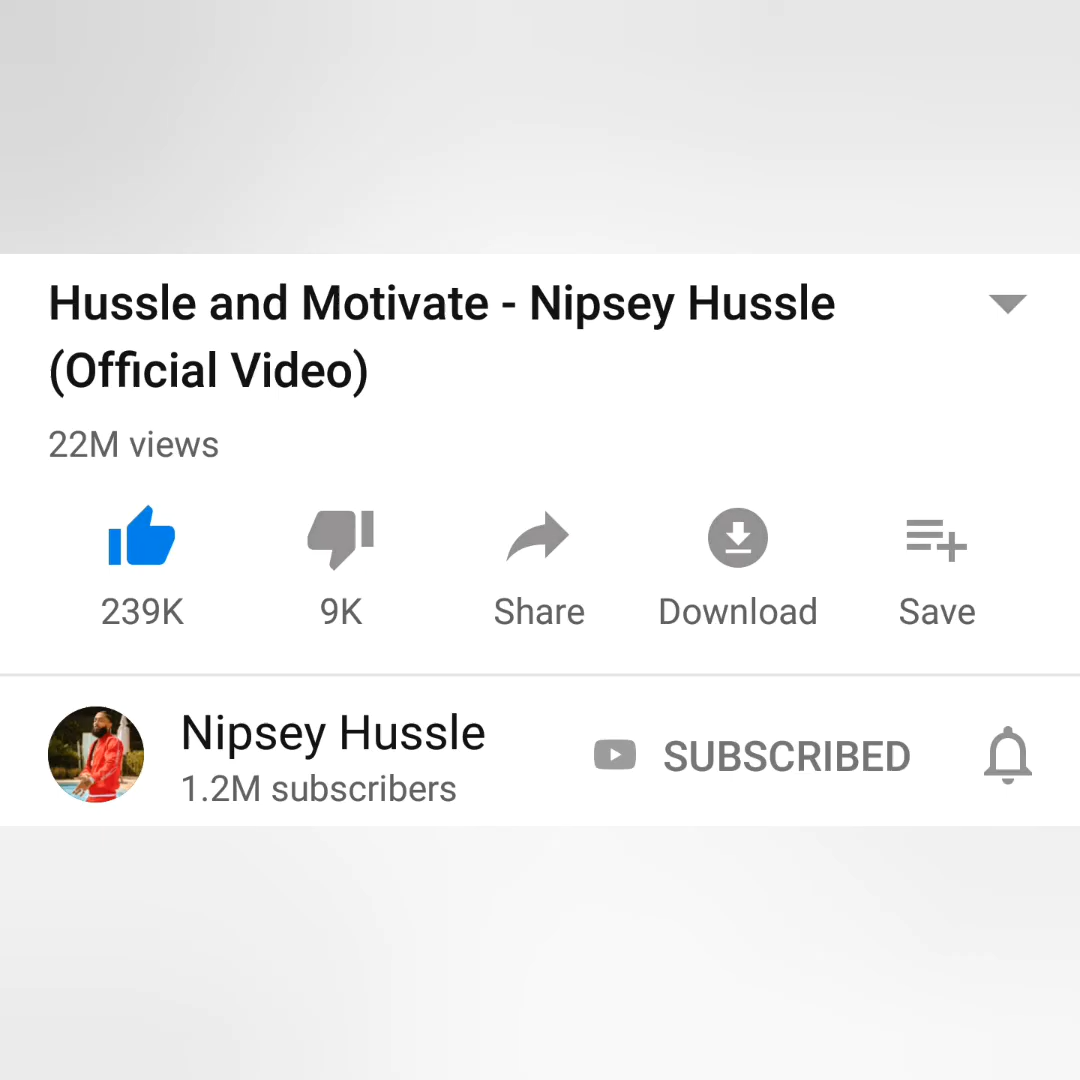 Hussle and Motivate - Nipsey Hussle
(Official Video)
22M views
239K 9K Share Download Save
Nipsey Hussle
1.2M subscribers
SUBSCRIBED